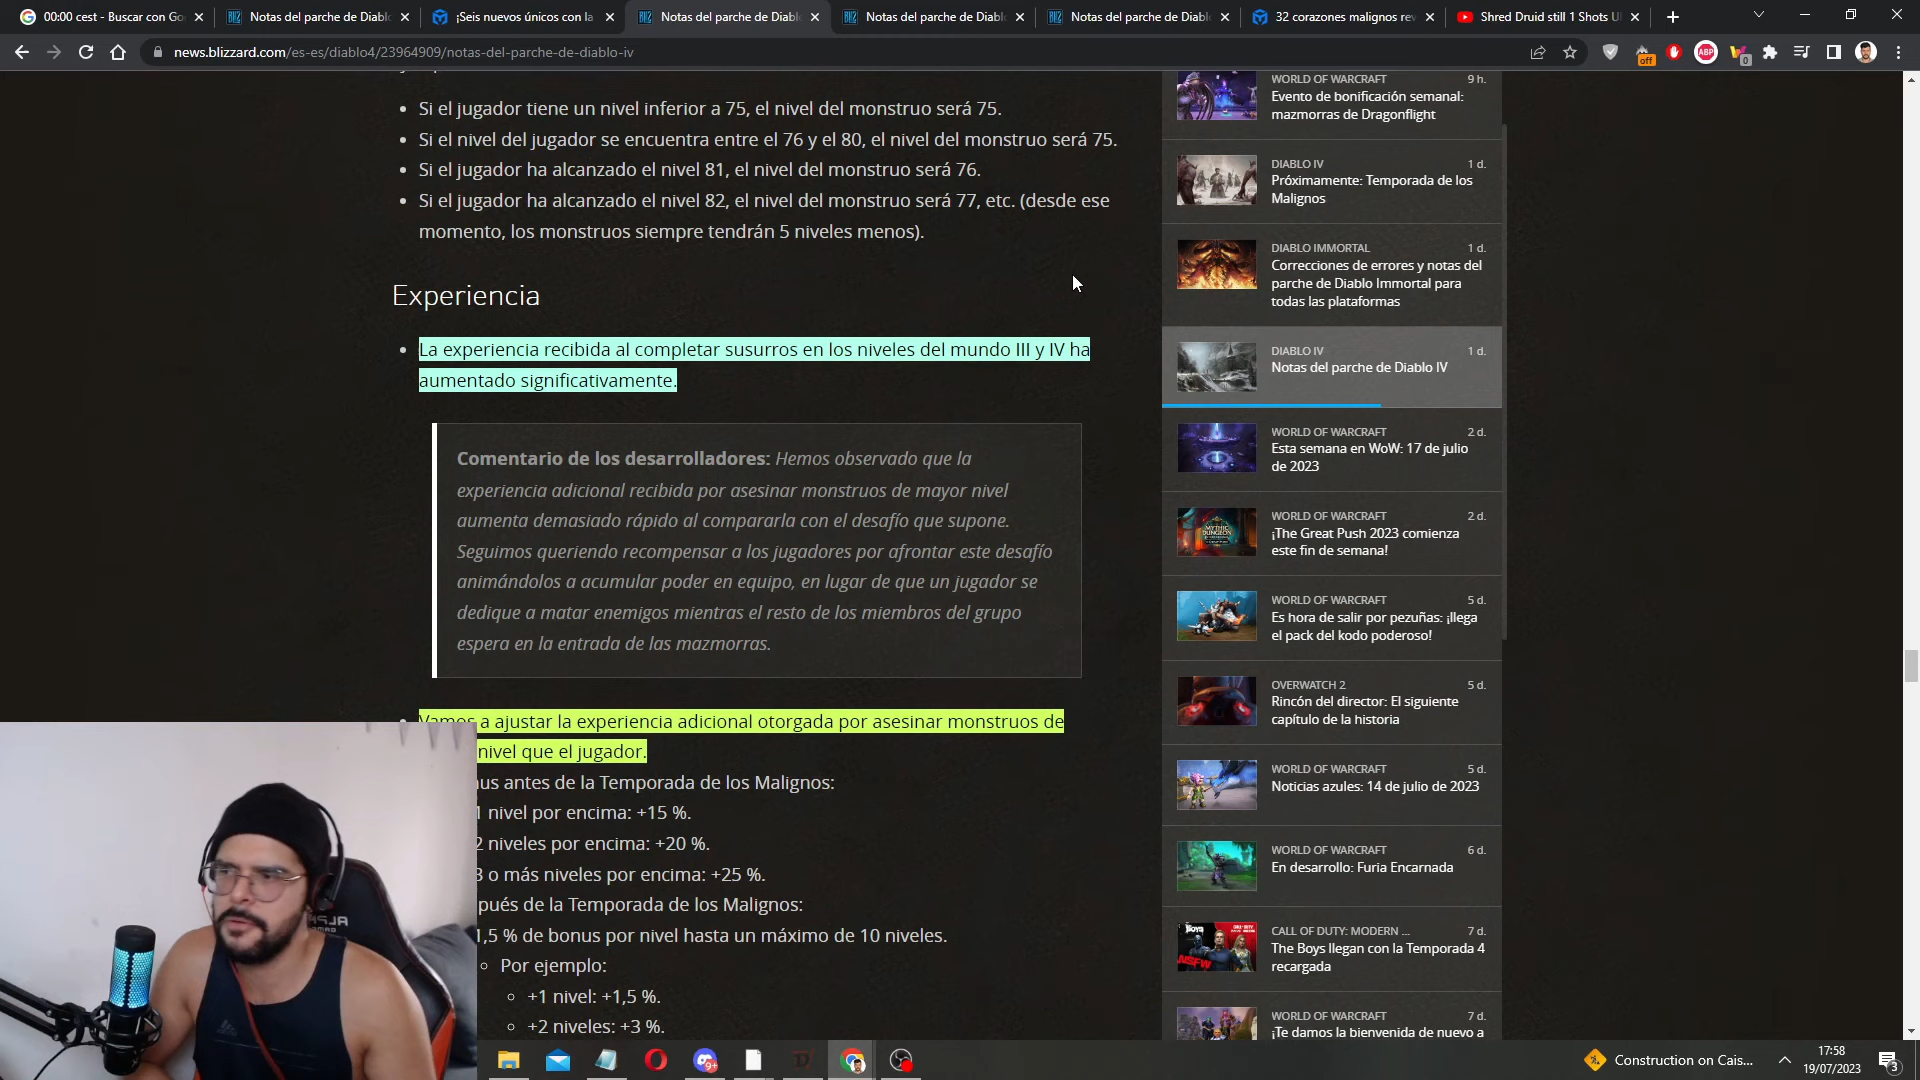 00:00 cest - Buscar con Go
Notas del parche de Diablo
¡Seis nuevos únicos con la
Notas del parche de Diablo
Notas del parche de Diablo
Notas del parche de Diablo
32 corazones malignos rev
Shred Druid still 1 Shots U
news.blizzard.com/es-es/diablo4/23964909/notas-del-parche-de-diablo-iv
off
ABP
0
Si el jugador tiene un nivel inferior a 75, el nivel del monstruo será 75.
Si el nivel del jugador se encuentra entre el 76 y el 80, el nivel del monstruo será 75.
Si el jugador ha alcanzado el nivel 81, el nivel del monstruo será 76.
Si el jugador ha alcanzado el nivel 82, el nivel del monstruo será 77, etc. (desde ese
momento, los monstruos siempre tendrán 5 niveles menos).
Experiencia
La experiencia recibida al completar susurros en los niveles del mundo III y IV ha
aumentado significativamente.
Comentario de los desarrolladores: Hemos observado que la
experiencia adicional recibida por asesinar monstruos de mayor nivel
aumenta demasiado rápido al compararla con el desafío que supone.
Seguimos queriendo recompensar a los jugadores por afrontar este desafío
animándolos a acumular poder en equipo, en lugar de que un jugador se
dedique a matar enemigos mientras el resto de los miembros del grupo
espera en la entrada de las mazmorras.
Vamos a ajustar la experiencia adicional otorgada por asesinar monstruos de
nivel que el jugador.
nus antes de la Temporada de los Malignos:
1 nivel por encima: +15 %.
2 niveles por encima: +20 %.
3 o más niveles por encima: +25 %.
pués de la Temporada de los Malignos:
1,5 % de bonus por nivel hasta un máximo de 10 niveles.
Por ejemplo:
+1 nivel: +1,5 %.
+2 niveles: +3 %.
WORLD OF WARCRAFT 9 h.
Evento de bonificación semanal:
mazmorras de Dragonflight
DIABLO IV 1 d.
Próximamente: Temporada de los
Malignos
DIABLO IMMORTAL 1 d.
Correcciones de errores y notas del
parche de Diablo Immortal para
todas las plataformas
DIABLO IV 1 d.
Notas del parche de Diablo IV
WORLD OF WARCRAFT 2 d.
Esta semana en WoW: 17 de julio
de 2023
WORLD OF WARCRAFT 2 d.
¡The Great Push 2023 comienza
este fin de semana!
WORLD OF WARCRAFT 5 d.
Es hora de salir por pezuñas: ¡llega
el pack del kodo poderoso!
OVERWATCH 2 5 d.
Rincón del director: El siguiente
capítulo de la historia
WORLD OF WARCRAFT 5 d.
Noticias azules: 14 de julio de 2023
WORLD OF WARCRAFT 6 d.
En desarrollo: Furia Encarnada
CALL OF DUTY: MODERN ... 7 d.
The Boys llegan con la Temporada 4
recargada
WORLD OF WARCRAFT 7 d.
¡Te damos la bienvenida de nuevo a
9+
Construction on Cais...
17:58
19/07/2023
3